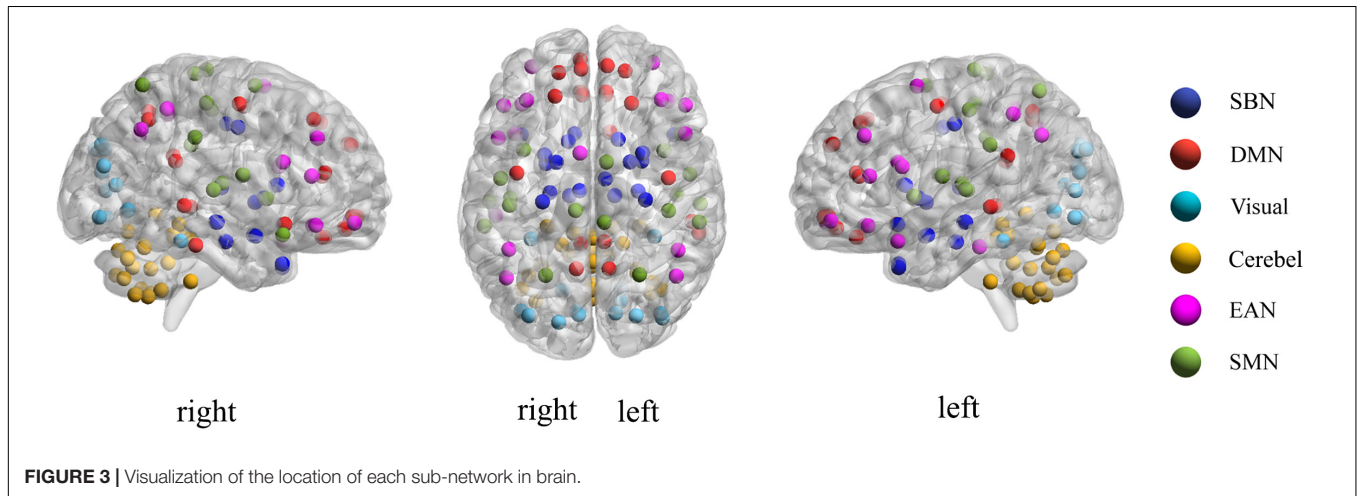 SBN
DMN
Visual
Cerebel
EAN
SMN
right
right left
left
FIGURE 3 | Visualization of the location of each sub-network in brain.